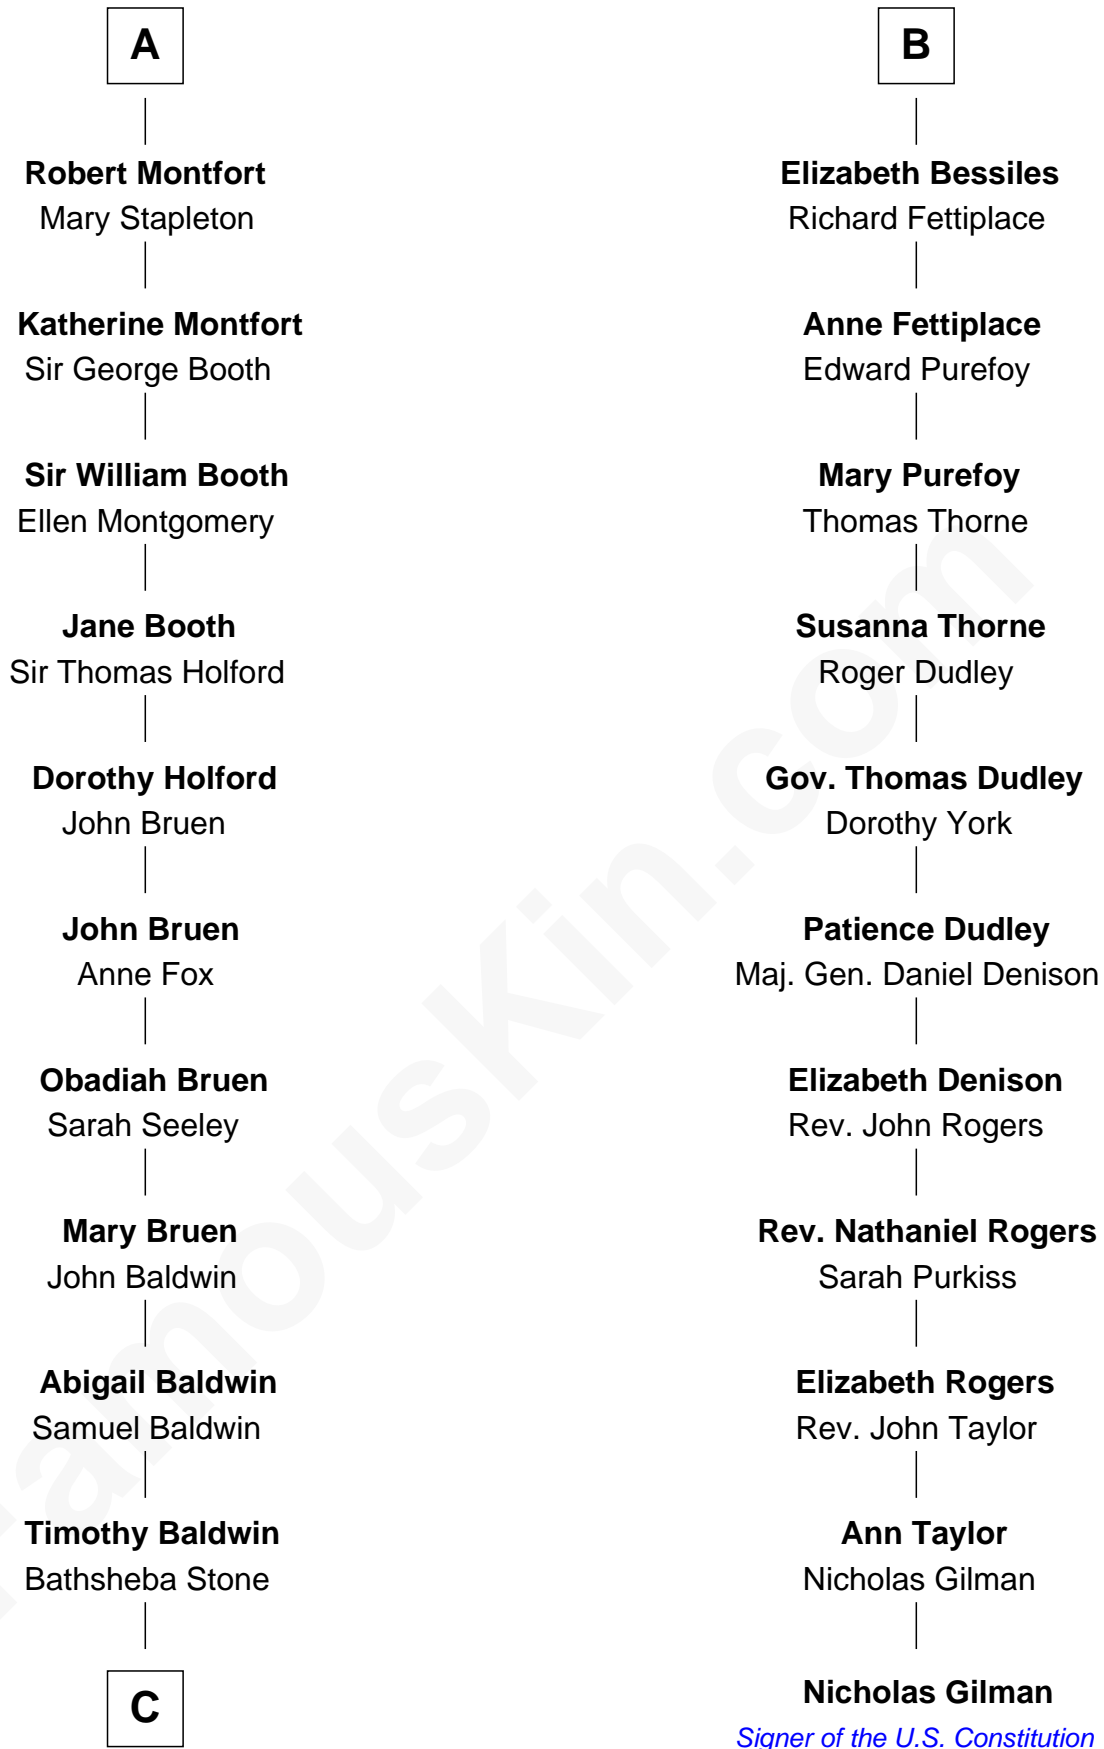 A
Robert Montfort
Mary Stapleton
Katherine Montfort
Sir George Booth
Sir William Booth
Ellen Montgomery
Jane Booth
Sir Thomas Holford
Dorothy Holford
John Bruen
John Bruen
Anne Fox
Obadiah Bruen
Sarah Seeley
Mary Bruen
John Baldwin
Abigail Baldwin
Samuel Baldwin
Timothy Baldwin
Bathsheba Stone
C
B
Elizabeth Bessiles
Richard Fettiplace
Anne Fettiplace
Edward Purefoy
Mary Purefoy
Thomas Thorne
Susanna Thorne
Roger Dudley
Gov. Thomas Dudley
Dorothy York
Patience Dudley
Maj. Gen. Daniel Denison
Elizabeth Denison
Rev. John Rogers
Rev. Nathaniel Rogers
Sarah Purkiss
Elizabeth Rogers
Rev. John Taylor
Ann Taylor
Nicholas Gilman
Nicholas Gilman
Signer of the U.S. Constitution
FamousKin.com